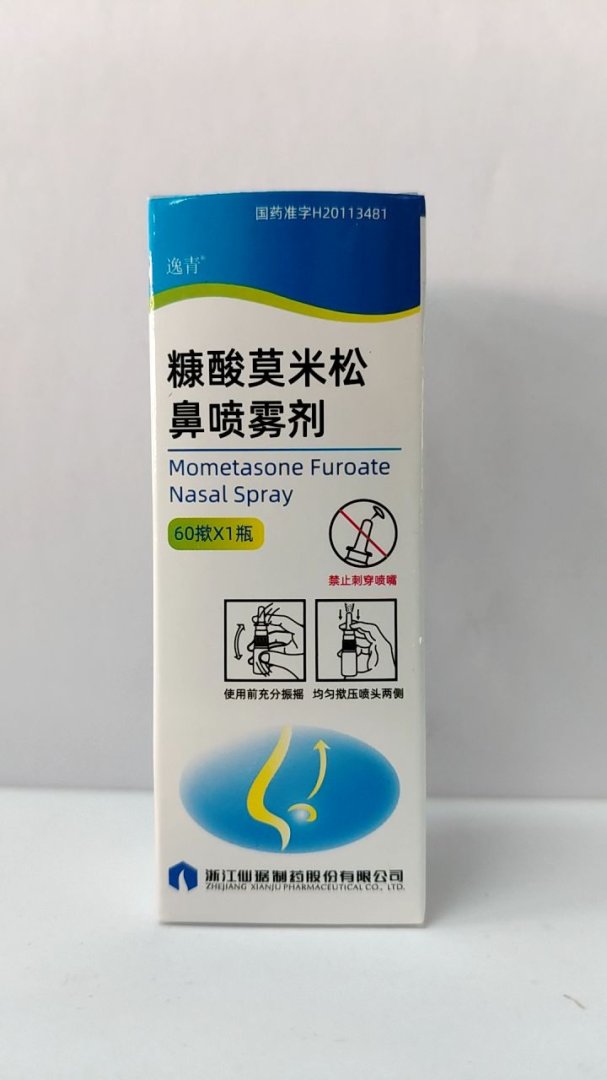 国药准字H20113481
逸青®
糠酸莫米松
鼻喷雾剂
Mometasone Furoate
Nasal Spray
60揿X1瓶
禁止刺穿喷嘴
使用前充分振摇 均匀揿压喷头两侧
浙江仙琚制药股份有限公司
ZHEJIANG XIANJU PHARMACEUTICAL CO., LTD.